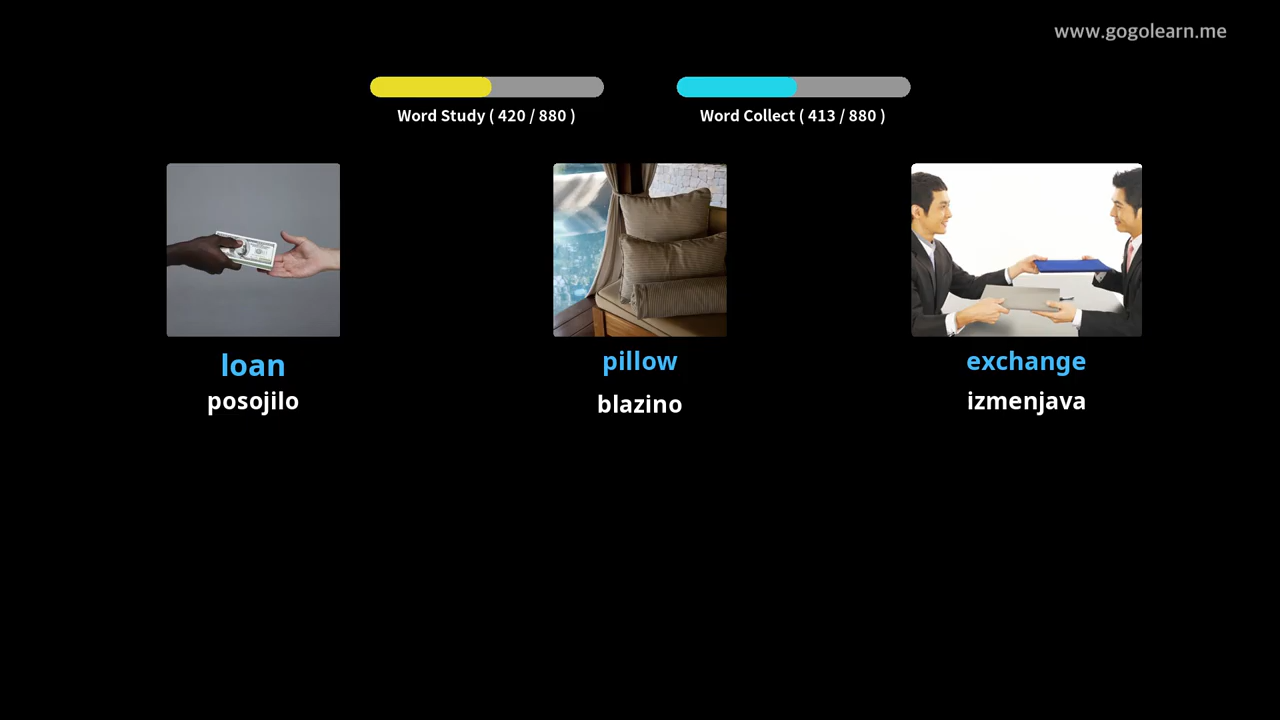 www.gogolearn.me
Word Study ( 420 / 880 )
Word Collect ( 413 / 880 )
loan
posojilo
pillow
blazino
exchange
izmenjava